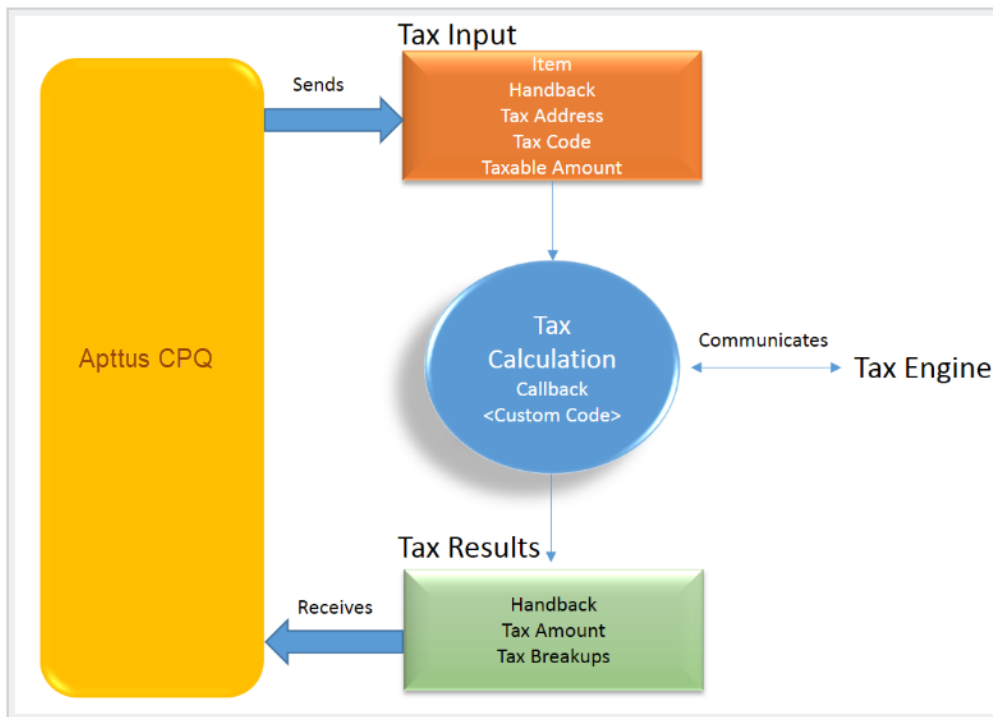 Tax Input
Sends
Item
Handback
Tax Address
Tax Code
Taxable Amount
Apttus CPQ
Tax
Calculation
Callback
<Custom Code>
Communicates
Tax Engine
Tax Results
Receives
Handback
Tax Amount
Tax Breakups